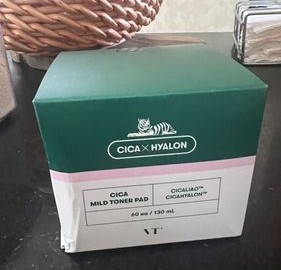 CICA × HYALON
CICA
MILD TONER PAD
CICALIAO™
CICAHYALON™
60 ea / 130 mL
VT